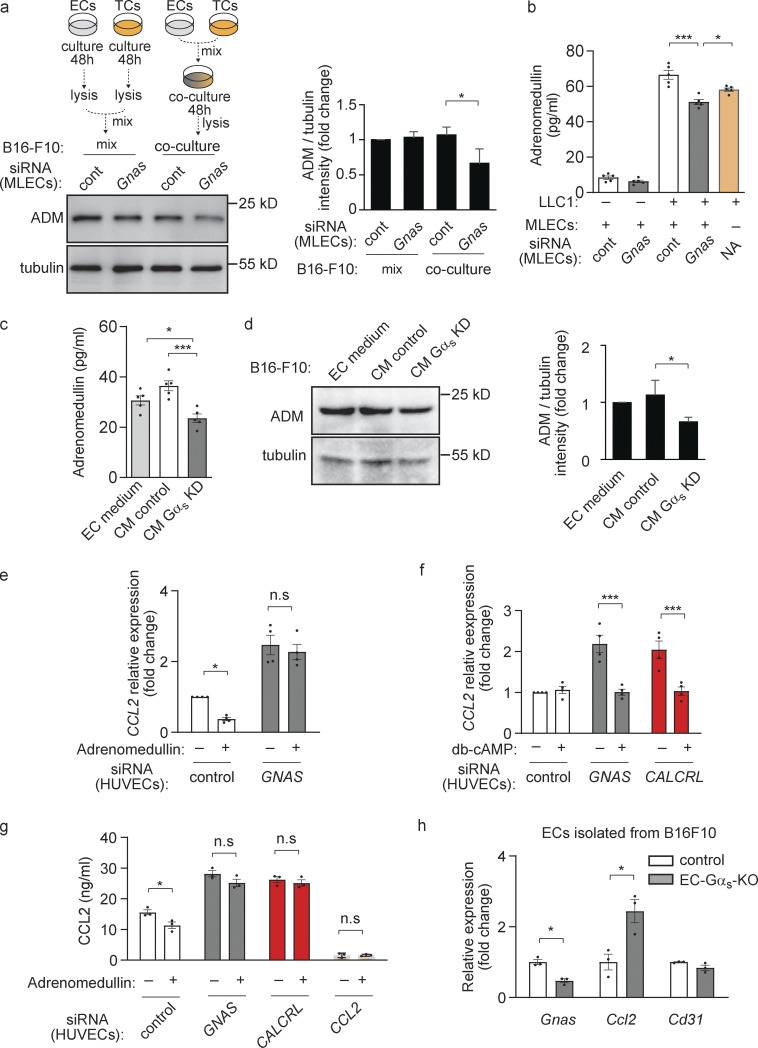 a
ECs TCs ECs TCs
culture culture
48h 48h
mix
lysis lysis
co-culture
48h
mix
lysis
B16-F10: mix co-culture
siRNA
(MLECs): cont Gnas cont Gnas
ADM
25 kD
tubulin
55 kD
ADM / tubulin
intensity (fold change)
1.5
1
0.5
0
*
siRNA
(MLECs): cont Gnas cont Gnas
B16-F10: mix co-culture
b
Adrenomedullin
(pg/ml)
80
60
40
20
0
*** *
LLC1: – – + + +
MLECs: + + + + –
siRNA
(MLECs): cont Gnas cont Gnas NA
c
Adrenomedullin (pg/ml)
60
40
20
0
*
***
EC medium
CM control
CM Gαs KD
d
B16-F10: EC medium CM control CM Gαs KD
ADM
25 kD
tubulin
55 kD
ADM / tubulin
intensity (fold change)
2
1
0
*
EC medium
CM control
CM Gαs KD
e
CCL2 relative expression
(fold change)
4
2
0
* n.s
Adrenomedullin: – + – +
siRNA
(HUVECs): control GNAS
f
CCL2 relative eexpression
(fold change)
3
2
1
0
*** ***
db-cAMP: – + – + – +
siRNA
(HUVECs): control GNAS CALCRL
g
CCL2 (ng/ml)
40
30
20
10
0
* n.s n.s n.s
Adrenomedullin: – + – + – + – +
siRNA
(HUVECs): control GNAS CALCRL CCL2
h
ECs isolated from B16F10
control
EC-Gαs-KO
Relative expression
(fold change)
4
2
0
* *
Gnas Ccl2 Cd31